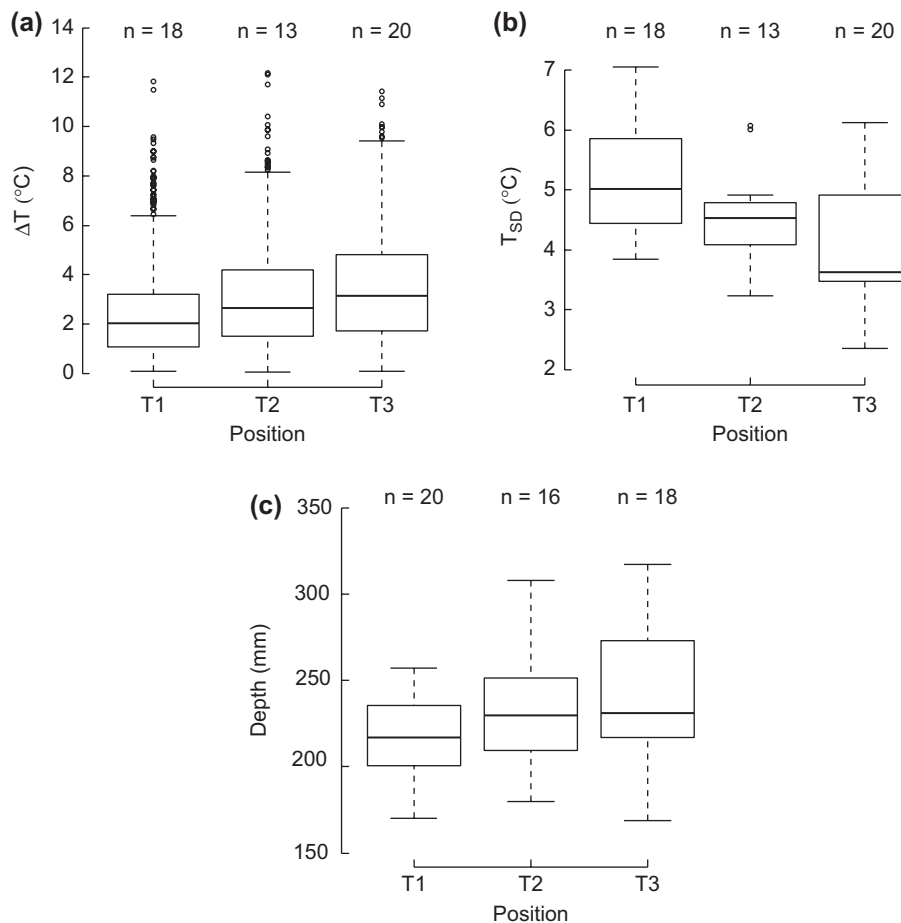 (a)
n = 18 n = 13 n = 20
14
12
10
8
6
4
2
0
ΔT (°C)
T1 T2 T3
Position
(b)
n = 18 n = 13 n = 20
7
6
5
4
3
2
T_SD (°C)
T1 T2 T3
Position
(c)
n = 20 n = 16 n = 18
350
300
250
200
150
Depth (mm)
T1 T2 T3
Position